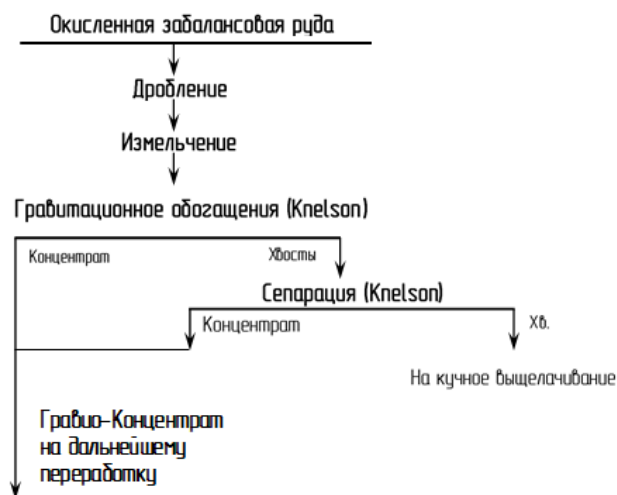 Окисленная забалансовая руда
Дробление
Измельчение
Гравитационное обогащения (Knelson)
Концентрат
Хвосты
Сепарация (Knelson)
Концентрат
Хв.
На кучное выщелачивание
Гравио-Концентрат
на дальнейшему
переработку